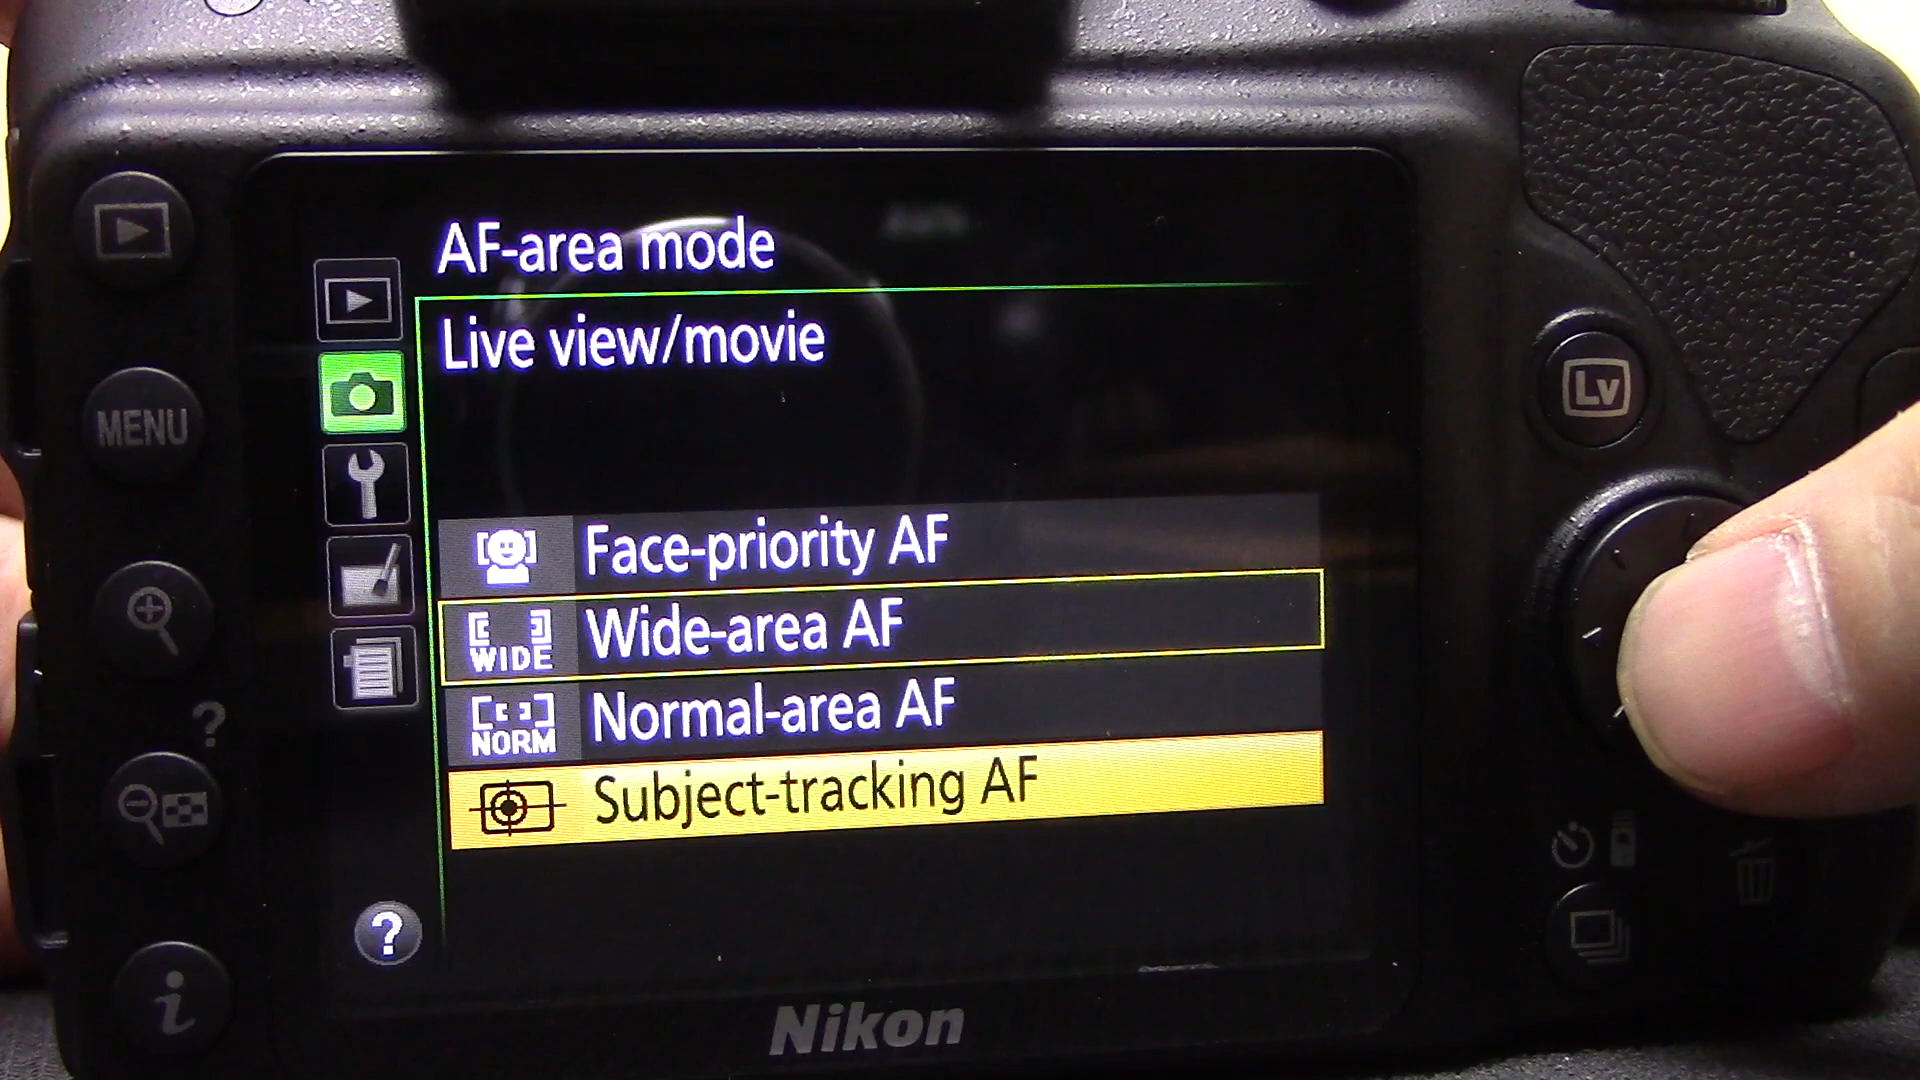 AF-area mode
Live view/movie
Face-priority AF
WIDE Wide-area AF
NORM Normal-area AF
Subject-tracking AF
?
MENU
?
i
Lv
Nikon